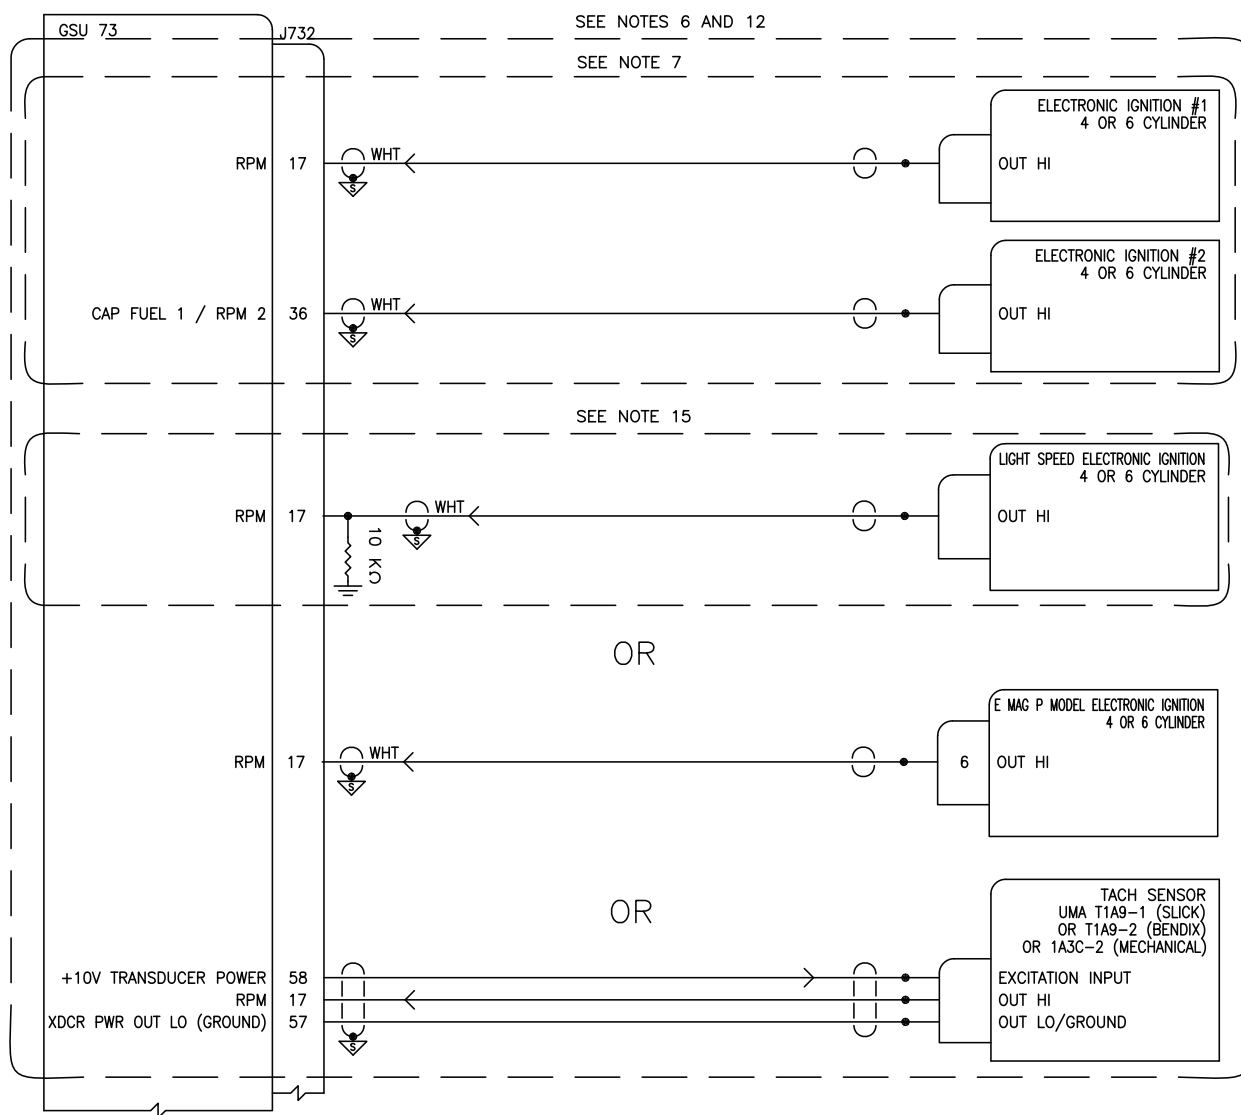 SEE NOTES 6 AND 12
GSU 73
J732
SEE NOTE 7
ELECTRONIC IGNITION #1
4 OR 6 CYLINDER
RPM 17 WHT OUT HI
S
ELECTRONIC IGNITION #2
4 OR 6 CYLINDER
CAP FUEL 1 / RPM 2 36 WHT OUT HI
S
SEE NOTE 15
LIGHT SPEED ELECTRONIC IGNITION
4 OR 6 CYLINDER
RPM 17 WHT OUT HI
S
10 KΩ
OR
E MAG P MODEL ELECTRONIC IGNITION
4 OR 6 CYLINDER
RPM 17 WHT 6 OUT HI
S
OR
TACH SENSOR
UMA T1A9-1 (SLICK)
OR T1A9-2 (BENDIX)
OR 1A3C-2 (MECHANICAL)
+10V TRANSDUCER POWER 58 EXCITATION INPUT
RPM 17 OUT HI
XDCR PWR OUT LO (GROUND) 57 OUT LO/GROUND
S